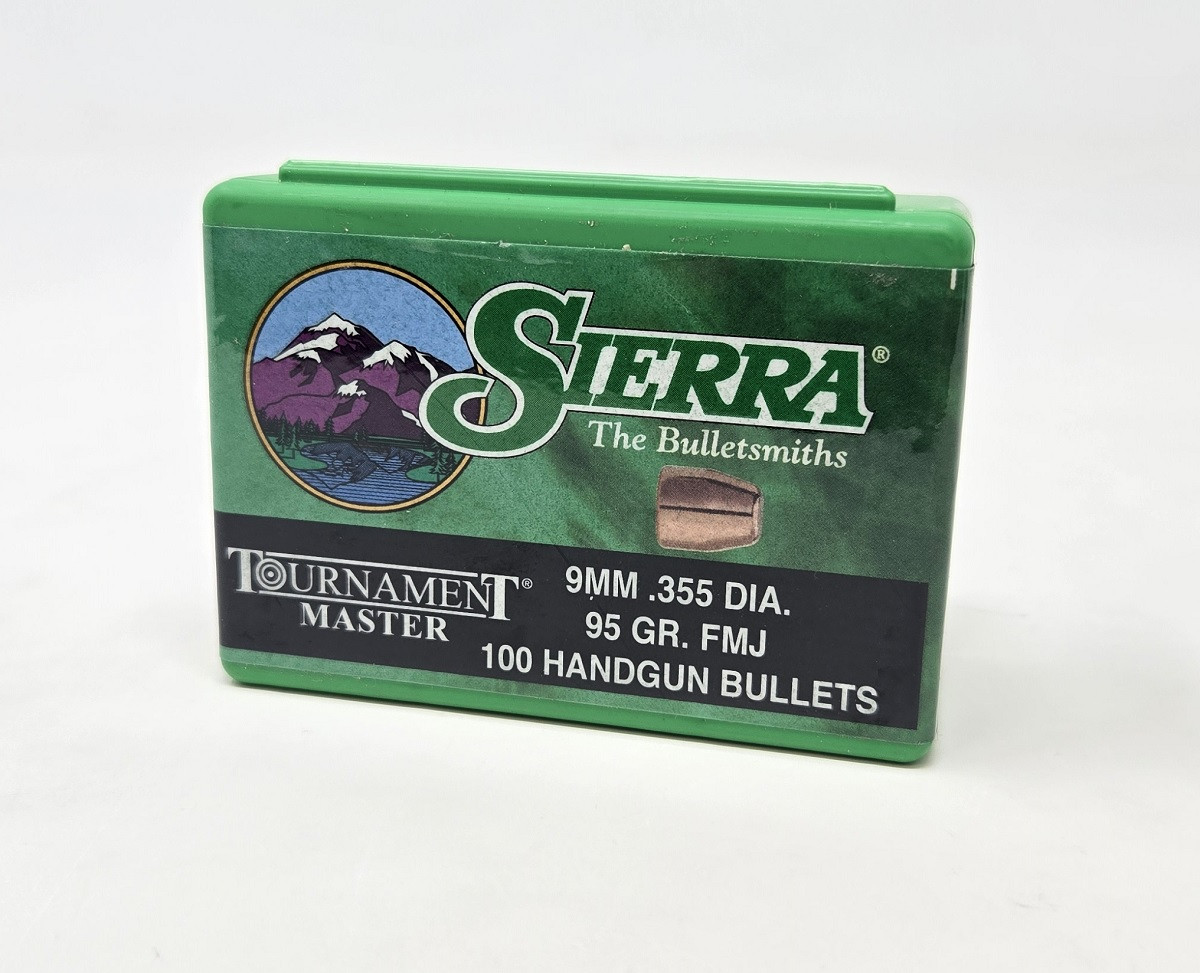 SIERRA®
The Bulletsmiths
TOURNAMENT®
MASTER
9MM .355 DIA.
95 GR. FMJ
100 HANDGUN BULLETS